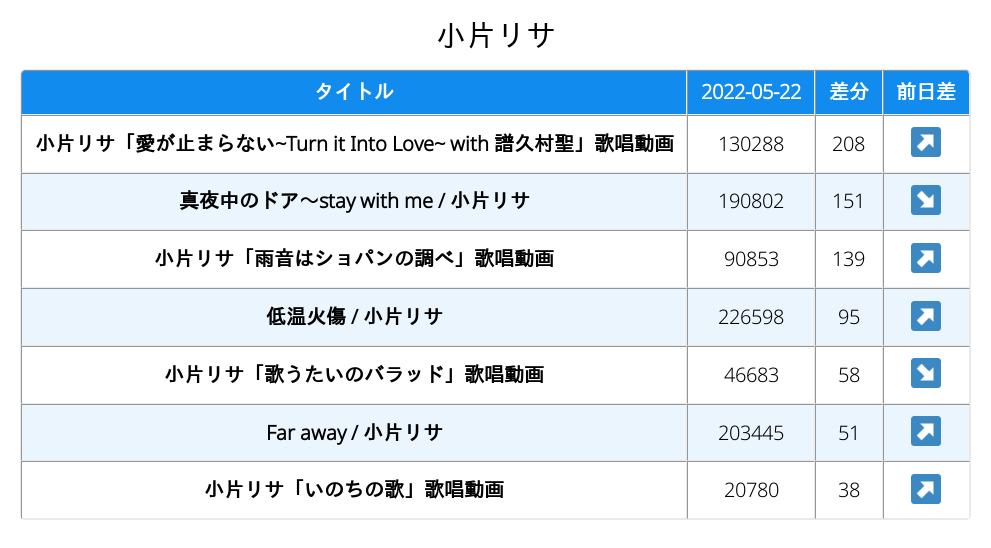 小片リサ
タイトル 2022-05-22 差分 前日差
小片リサ「愛が止まらない~Turn it Into Love~ with 譜久村聖」歌唱動画 130288 208 ↗
真夜中のドア〜stay with me / 小片リサ 190802 151 ↘
小片リサ「雨音はショパンの調べ」歌唱動画 90853 139 ↗
低温火傷 / 小片リサ 226598 95 ↗
小片リサ「歌うたいのバラッド」歌唱動画 46683 58 ↘
Far away / 小片リサ 203445 51 ↗
小片リサ「いのちの歌」歌唱動画 20780 38 ↗